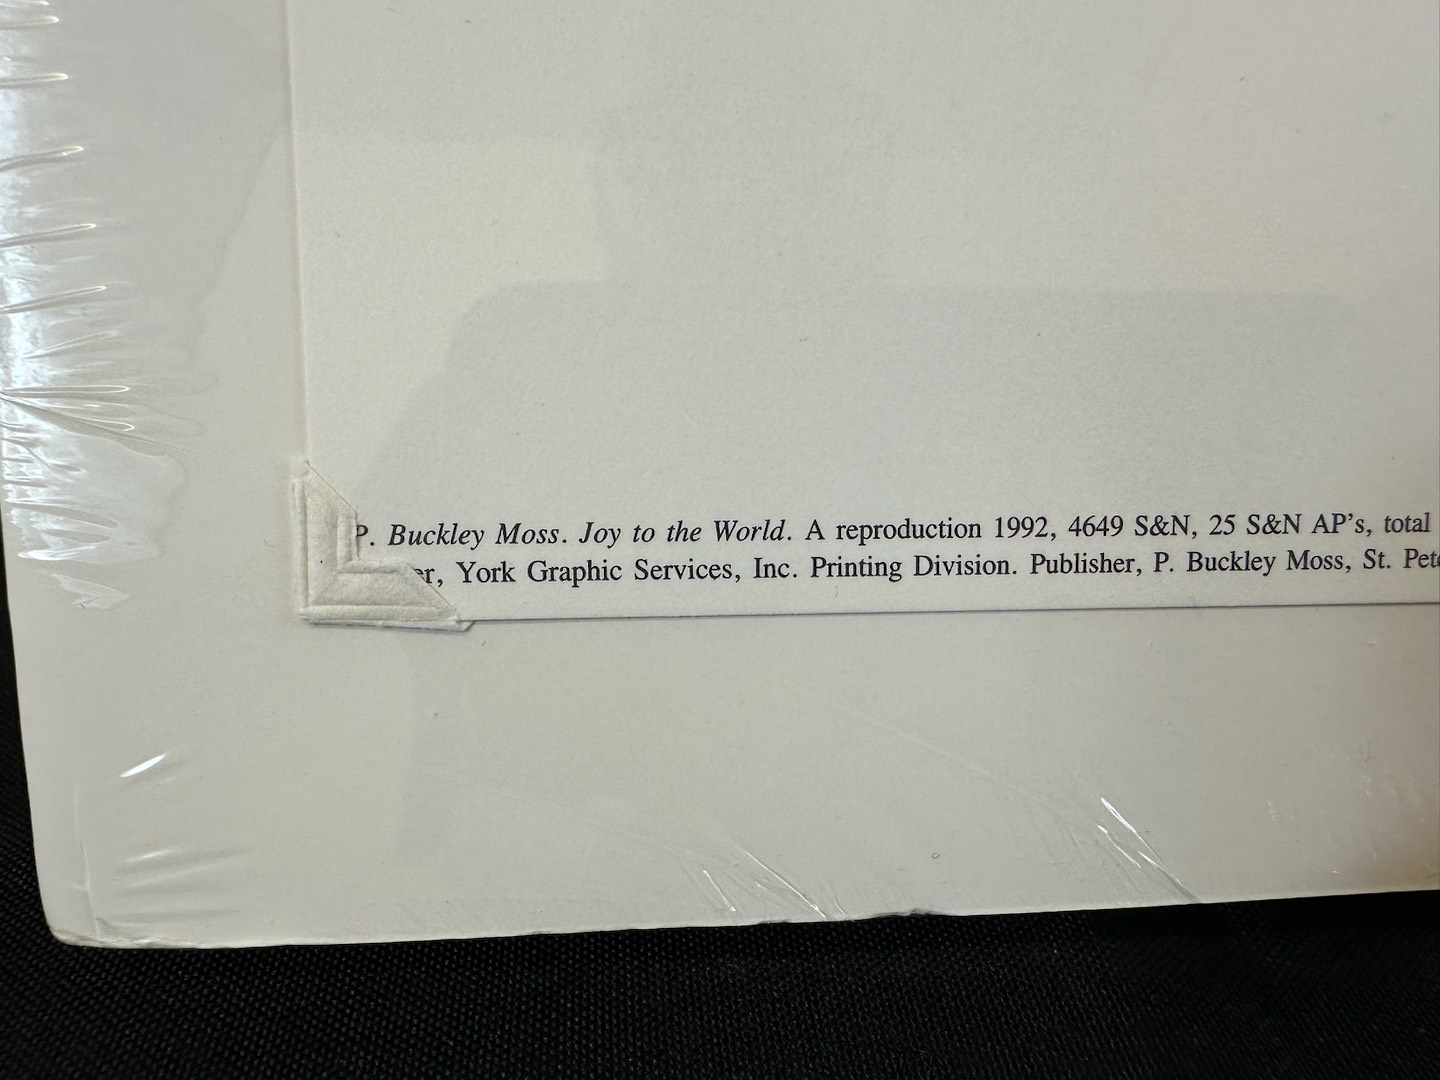 P. Buckley Moss. Joy to the World. A reproduction 1992, 4649 S&N, 25 S&N AP's, total
York Graphic Services, Inc. Printing Division. Publisher, P. Buckley Moss, St.